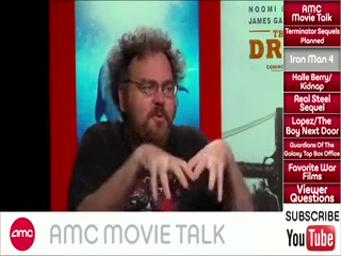 NOOMI
JAMES GA
DR
AMC
Movie Talk
Terminator Sequels
Planned
Iron Man 4
Halle Berry/
Kidnap
Real Steel
Sequel
Lopez/The
Boy Next Door
Guardians Of The
Galaxy Top Box Office
Favorite War
Films
Viewer
Questions
SUBSCRIBE
YouTube
amc AMC MOVIE TALK